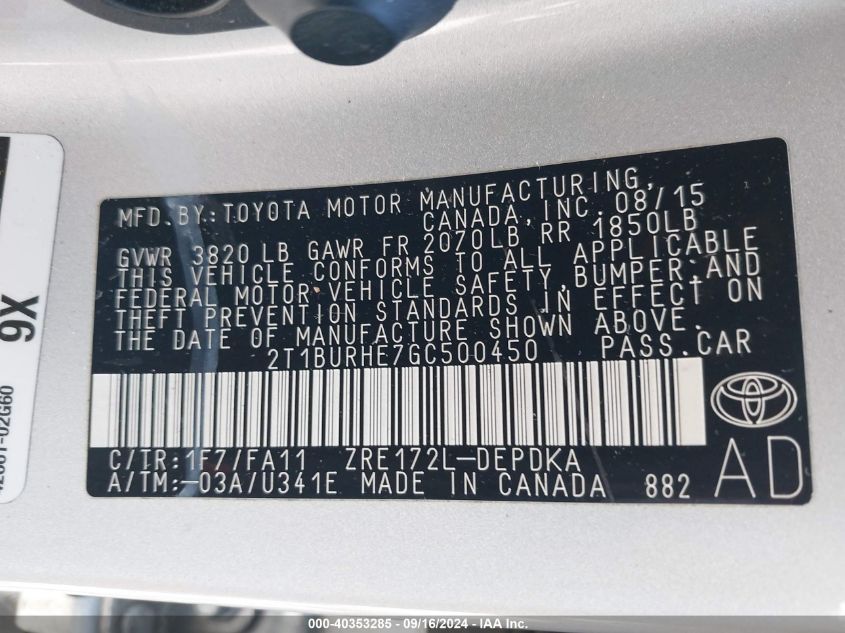 MFD.BY:TOYOTA MOTOR MANUFACTURING,
CANADA,INC. 08/15
GVWR 3820 LB GAWR FR 2070LB RR 1850LB
THIS VEHICLE CONFORMS TO ALL APPLICABLE
FEDERAL MOTOR VEHICLE SAFETY,BUMPER,AND
THEFT PREVENTION STANDARDS IN EFFECT ON
THE DATE OF MANUFACTURE SHOWN ABOVE.
2T1BURHE7GC500450 PASS.CAR
C/TR:1F7/FA11 ZRE172L-DEPDKA
A/TM:-03A/U341E MADE IN CANADA 882
AD
9X
02G60
000-40353285 - 09/16/2024 - IAA Inc.